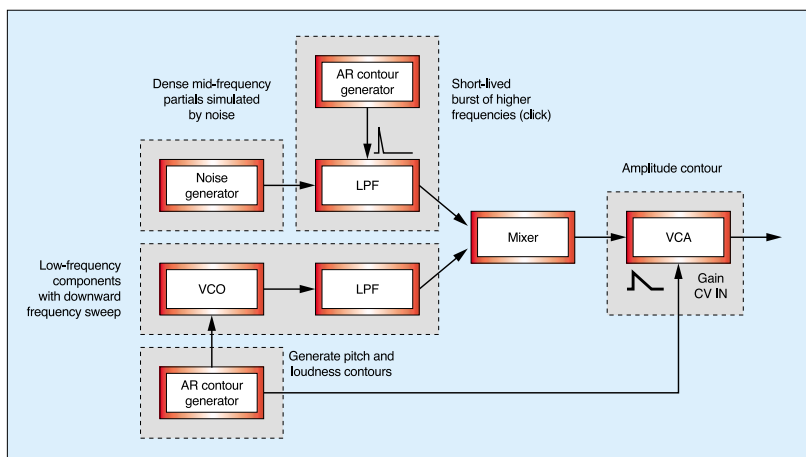 AR contour
generator
Dense mid-frequency
partials simulated
by noise
Short-lived
burst of higher
frequencies (click)
Noise
generator
LPF
Amplitude contour
Mixer
VCA
Low-frequency
components
with downward
frequency sweep
VCO
LPF
Gain
CV IN
Generate pitch and
loudness contours
AR contour
generator